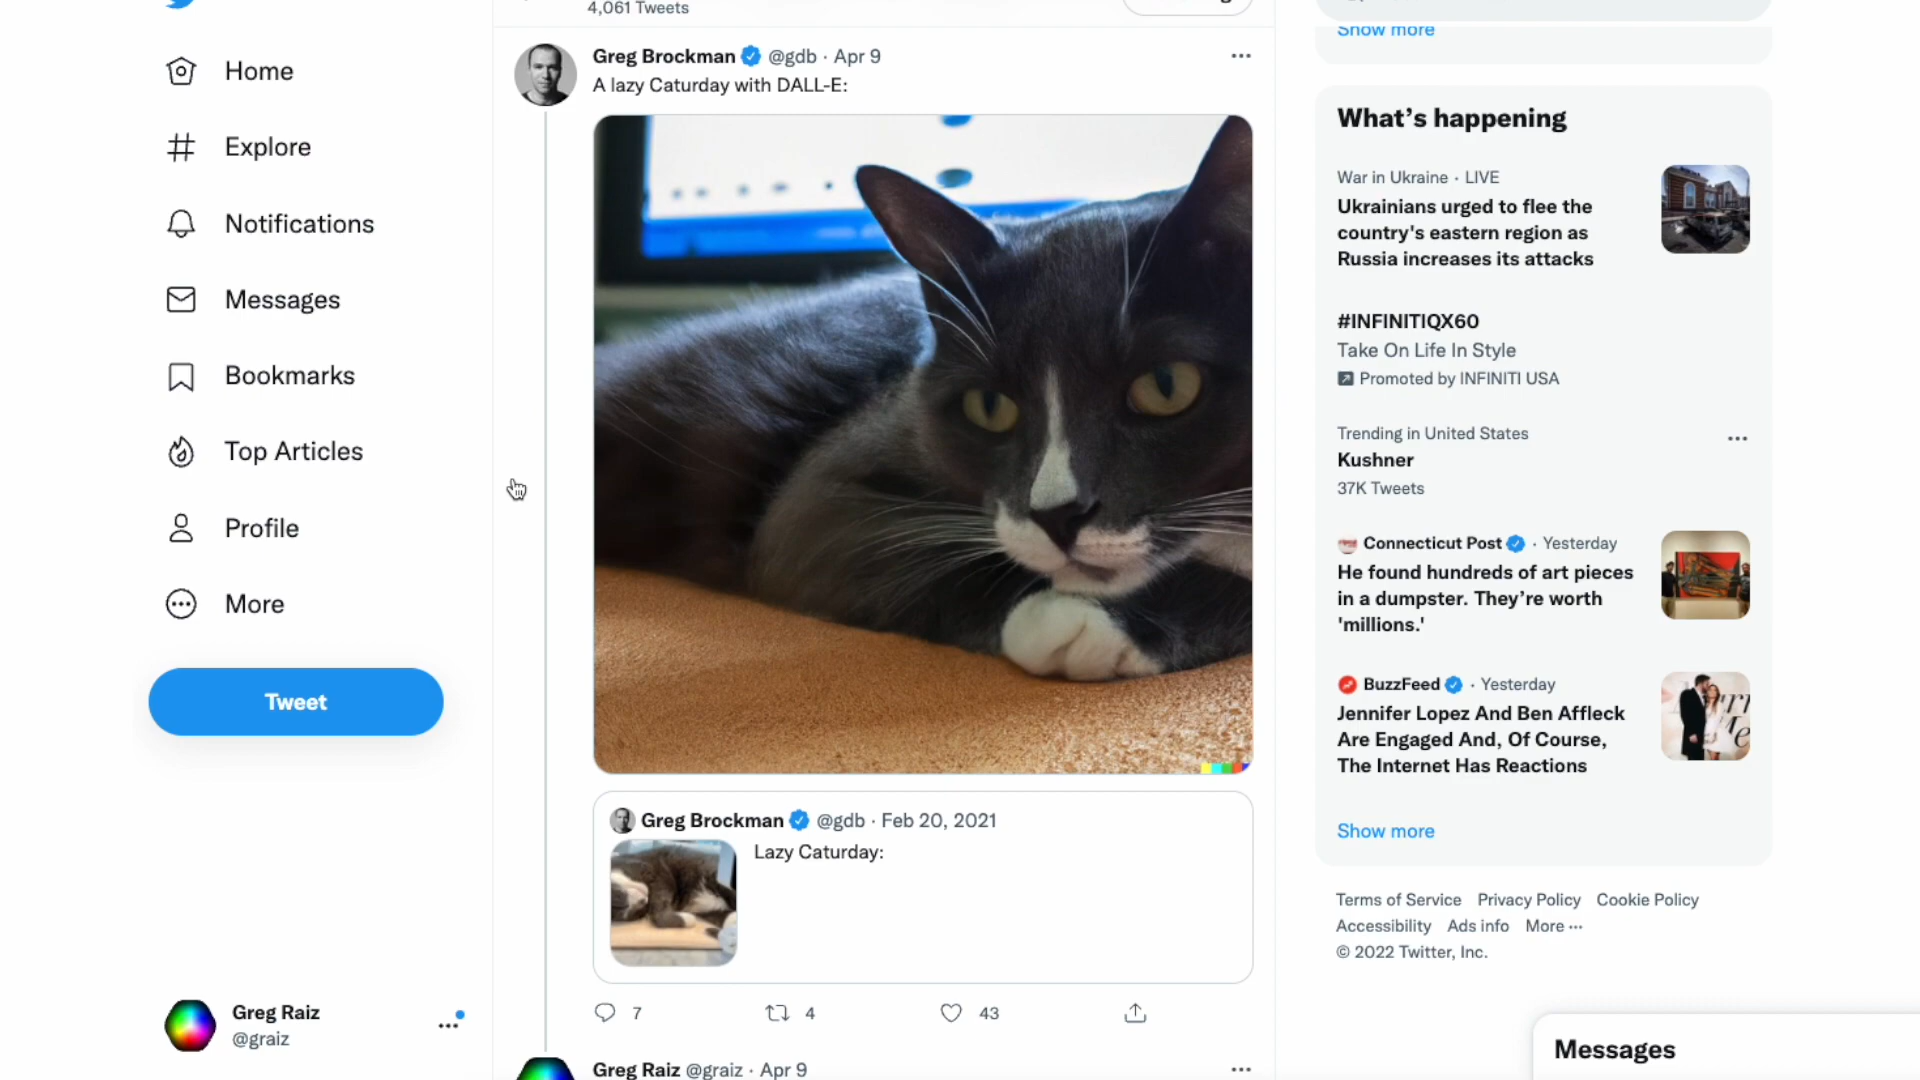 4,061 Tweets
Home
Explore
Notifications
Messages
Bookmarks
Top Articles
Profile
More
Tweet
Greg Raiz
@graiz
Greg Brockman @gdb · Apr 9
A lazy Caturday with DALL-E:
Greg Brockman @gdb · Feb 20, 2021
Lazy Caturday:
7 4 43
Greg Raiz @graiz · Apr 9
Show more
What’s happening
War in Ukraine · LIVE
Ukrainians urged to flee the
country's eastern region as
Russia increases its attacks
#INFINITIQX60
Take On Life In Style
Promoted by INFINITI USA
Trending in United States
Kushner
37K Tweets
Connecticut Post · Yesterday
He found hundreds of art pieces
in a dumpster. They’re worth
'millions.'
BuzzFeed · Yesterday
Jennifer Lopez And Ben Affleck
Are Engaged And, Of Course,
The Internet Has Reactions
Show more
Terms of Service Privacy Policy Cookie Policy
Accessibility Ads info More ···
© 2022 Twitter, Inc.
Messages